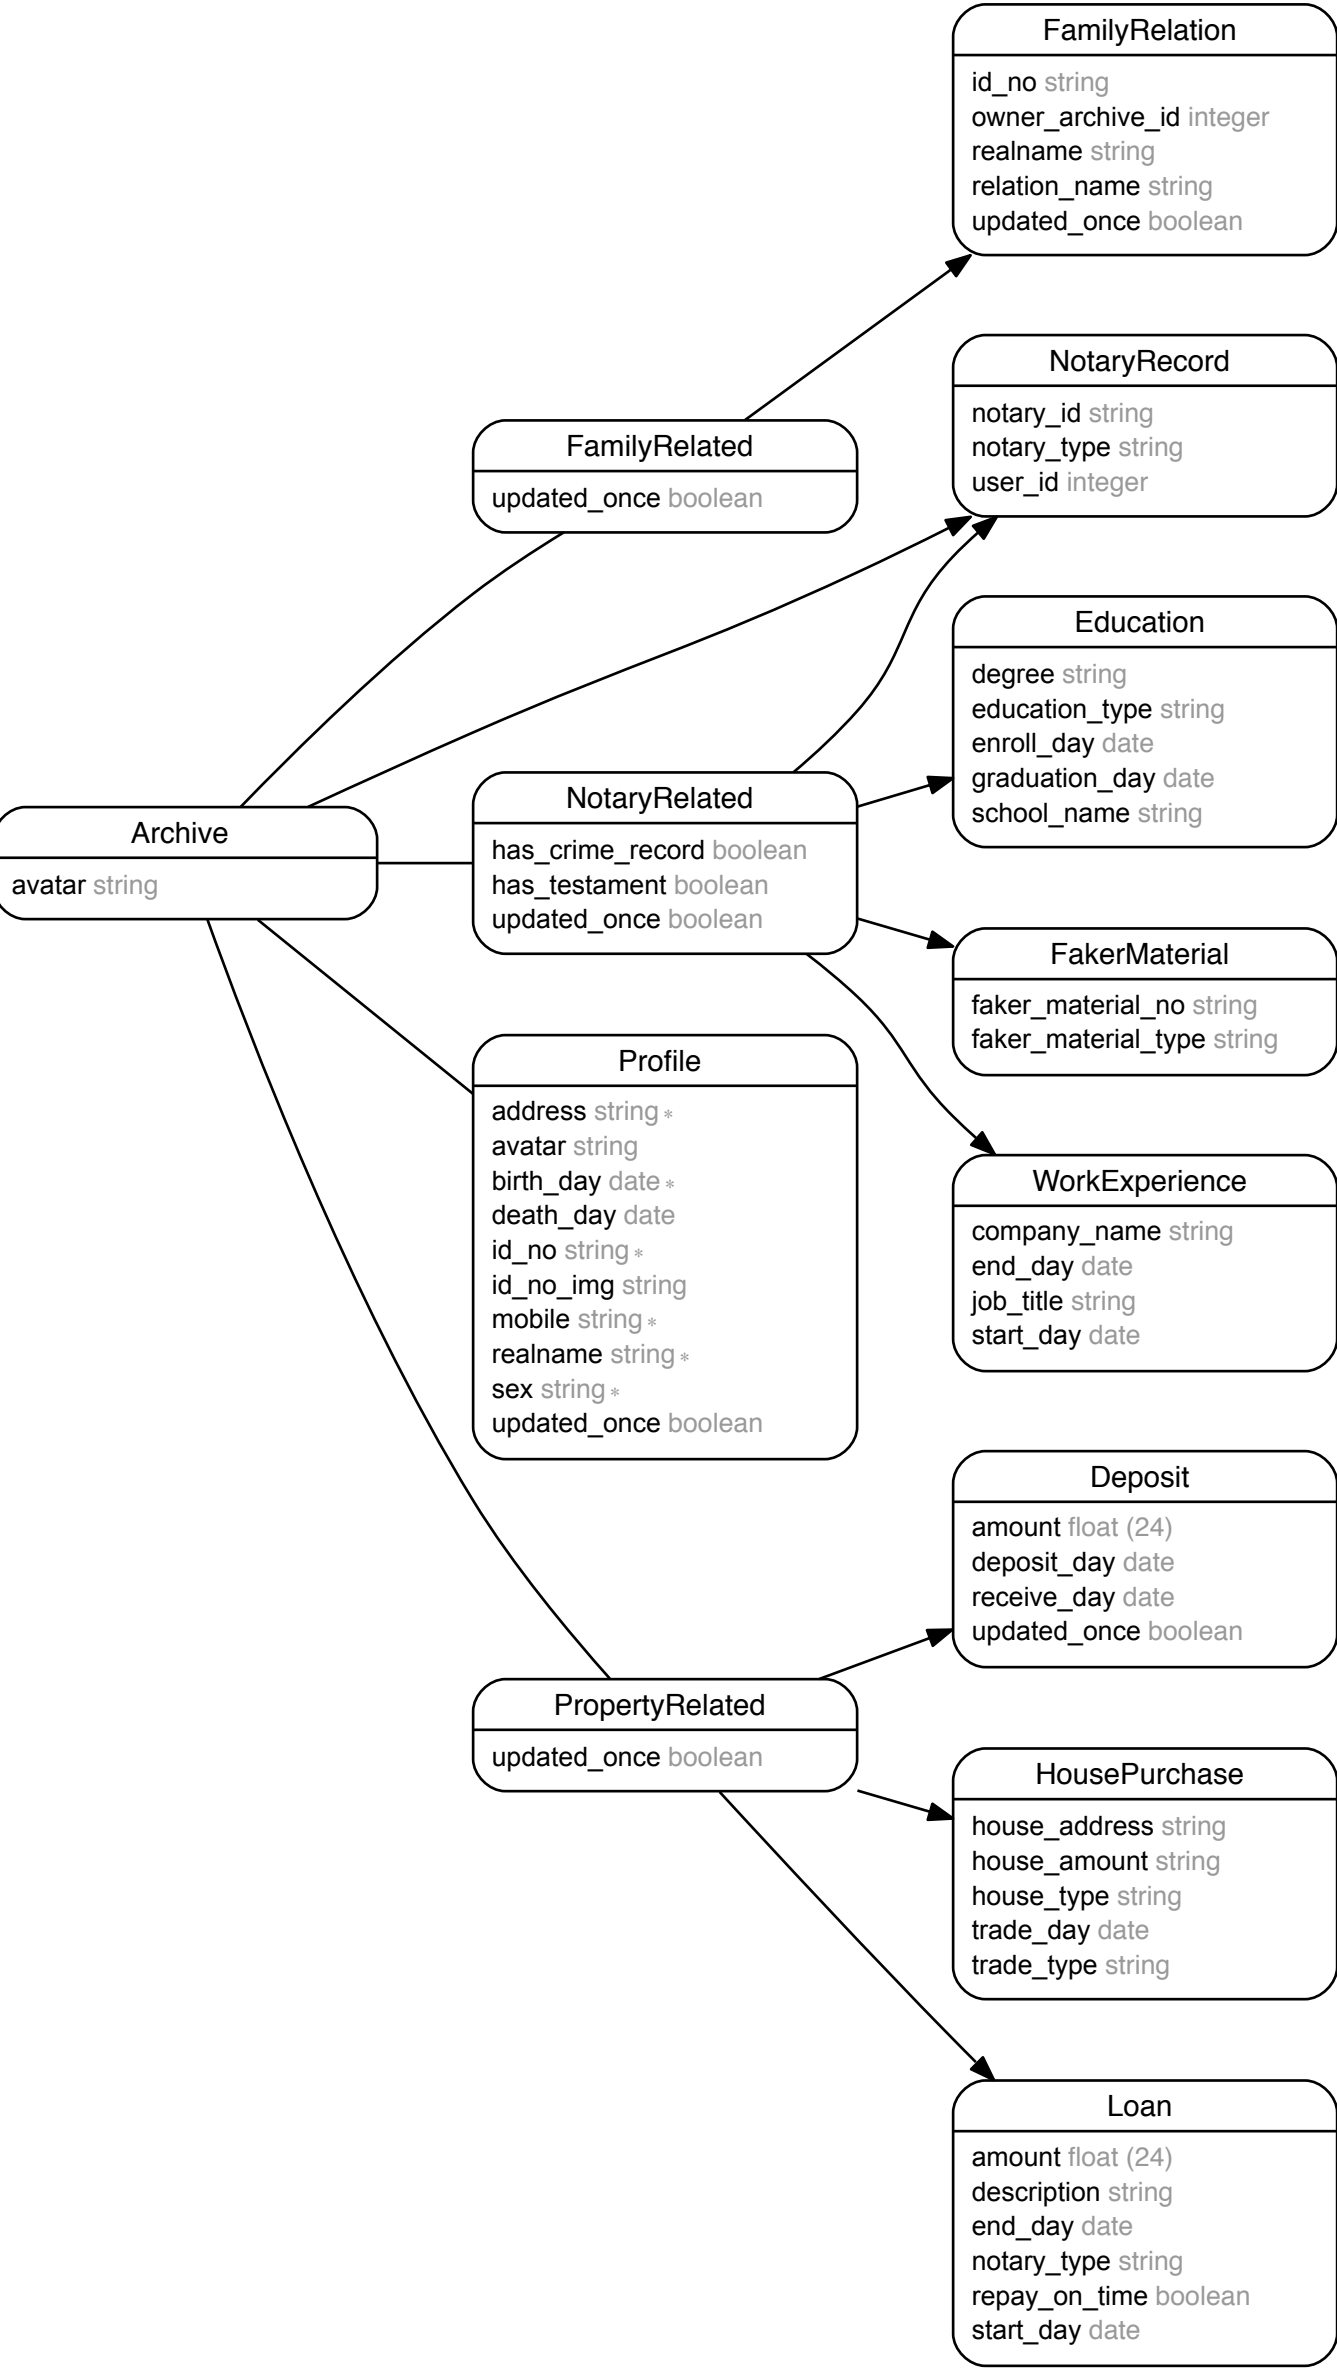 FamilyRelation
id_no string
owner_archive_id integer
realname string
relation_name string
updated_once boolean
NotaryRecord
notary_id string
notary_type string
user_id integer
FamilyRelated
updated_once boolean
Education
degree string
education_type string
enroll_day date
graduation_day date
school_name string
Archive
avatar string
NotaryRelated
has_crime_record boolean
has_testament boolean
updated_once boolean
FakerMaterial
faker_material_no string
faker_material_type string
Profile
address string *
avatar string
birth_day date *
death_day date
id_no string *
id_no_img string
mobile string *
realname string *
sex string *
updated_once boolean
WorkExperience
company_name string
end_day date
job_title string
start_day date
Deposit
amount float (24)
deposit_day date
receive_day date
updated_once boolean
PropertyRelated
updated_once boolean
HousePurchase
house_address string
house_amount string
house_type string
trade_day date
trade_type string
Loan
amount float (24)
description string
end_day date
notary_type string
repay_on_time boolean
start_day date